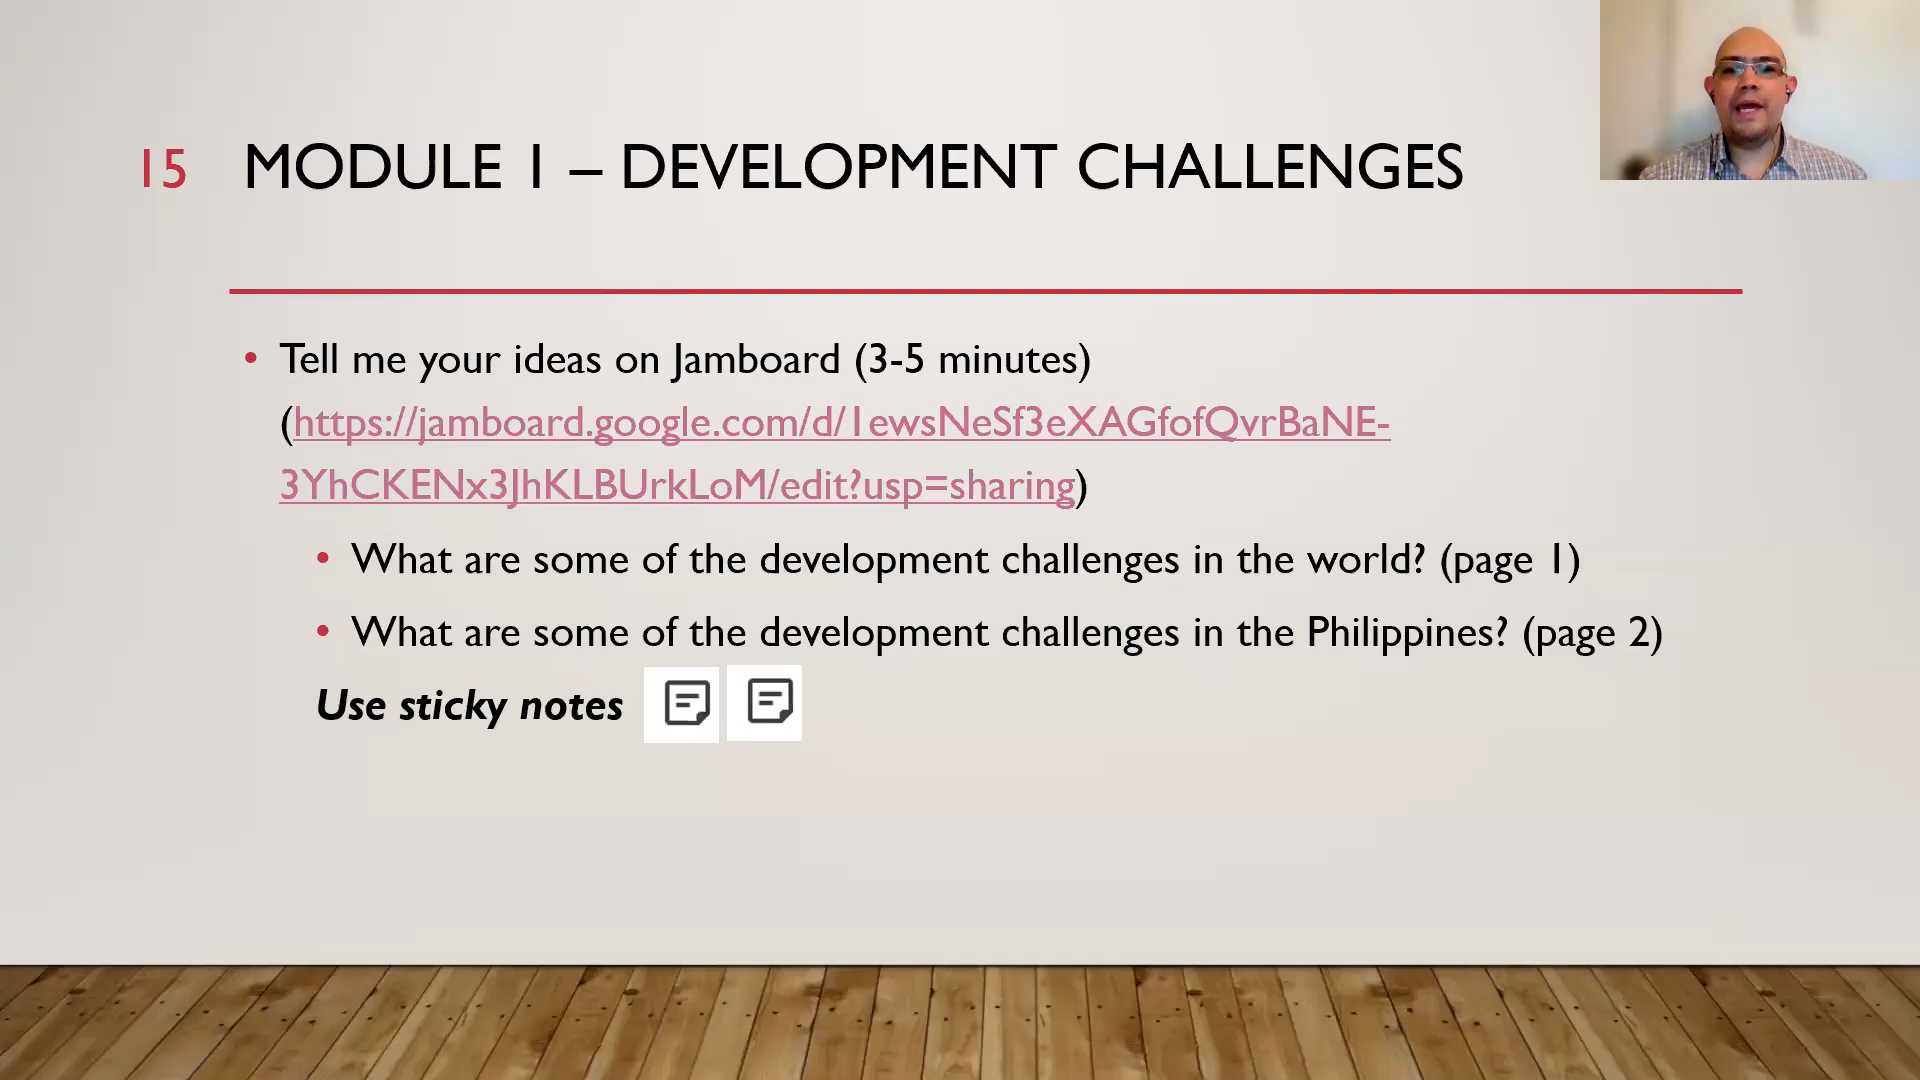 15 MODULE 1 – DEVELOPMENT CHALLENGES
• Tell me your ideas on Jamboard (3-5 minutes)
(https://jamboard.google.com/d/1ewsNeSf3eXAGfofQvrBaNE-
3YhCKENx3JhKLBUrkLoM/edit?usp=sharing)
• What are some of the development challenges in the world? (page 1)
• What are some of the development challenges in the Philippines? (page 2)
Use sticky notes